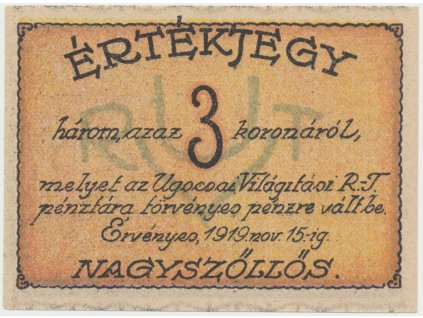 ÉRTÉKJEGY
három, azaz 3 koronáról,
R U T
melyet az Ugocsai Világítási R.T.
pénztára törvényes pénzre vált be.
Érvényes, 1919 nov. 15-ig.
NAGYSZŐLLŐS.